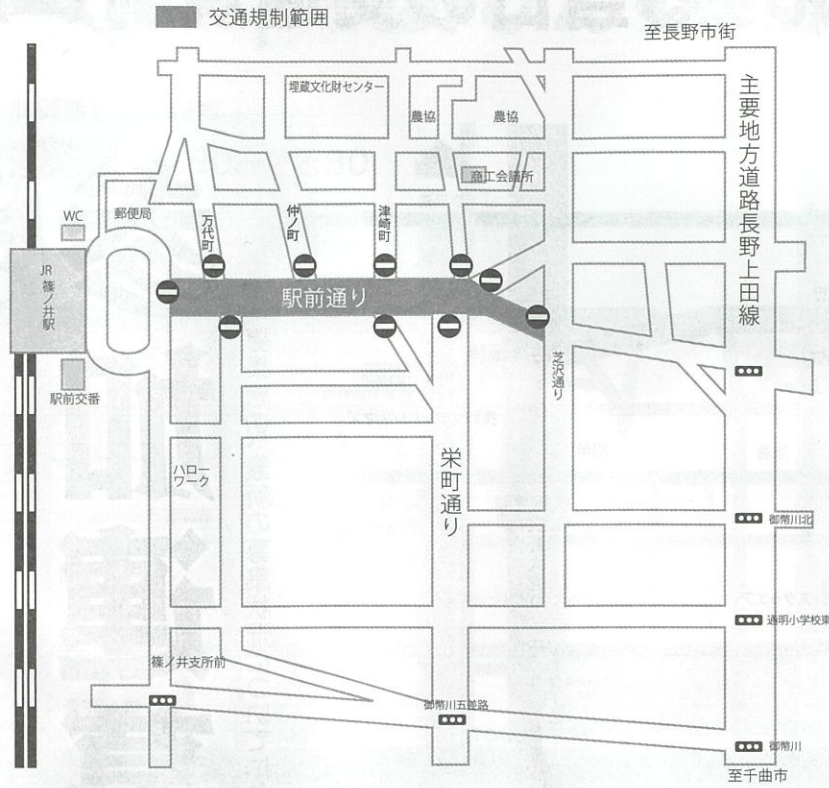 交通規制範囲
至長野市街
埋蔵文化財センター
農協
農協
主要地方道路長野上田線
商工会議所
WC
郵便局
万代町
仲ノ町
津崎町
JR
篠ノ井駅
駅前通り
芝沢通り
駅前交番
栄町通り
ハロー
ワーク
御幣川北
通明小学校東
篠ノ井支所前
御幣川五差路
御幣川
至千曲市